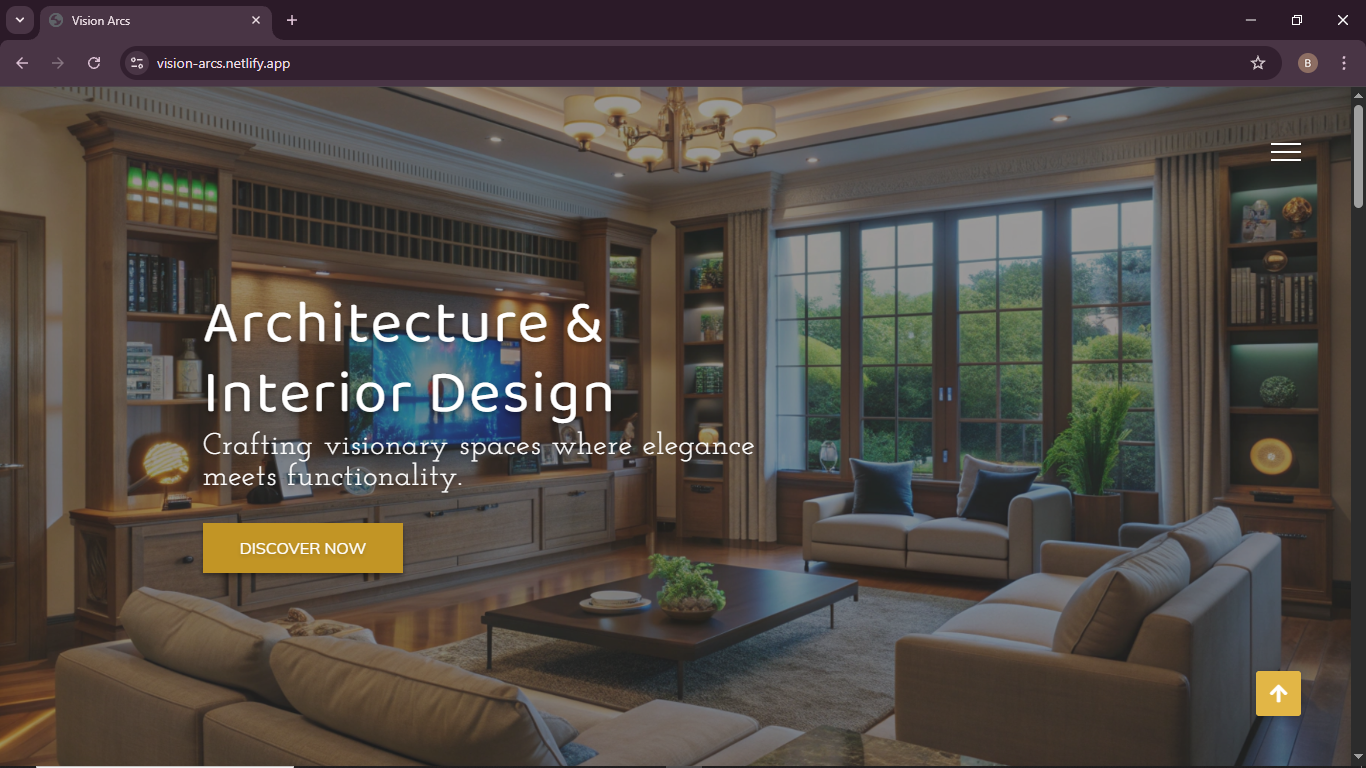 Vision Arcs
vision-arcs.netlify.app
B
Architecture &
Interior Design
Crafting visionary spaces where elegance
meets functionality.
DISCOVER NOW